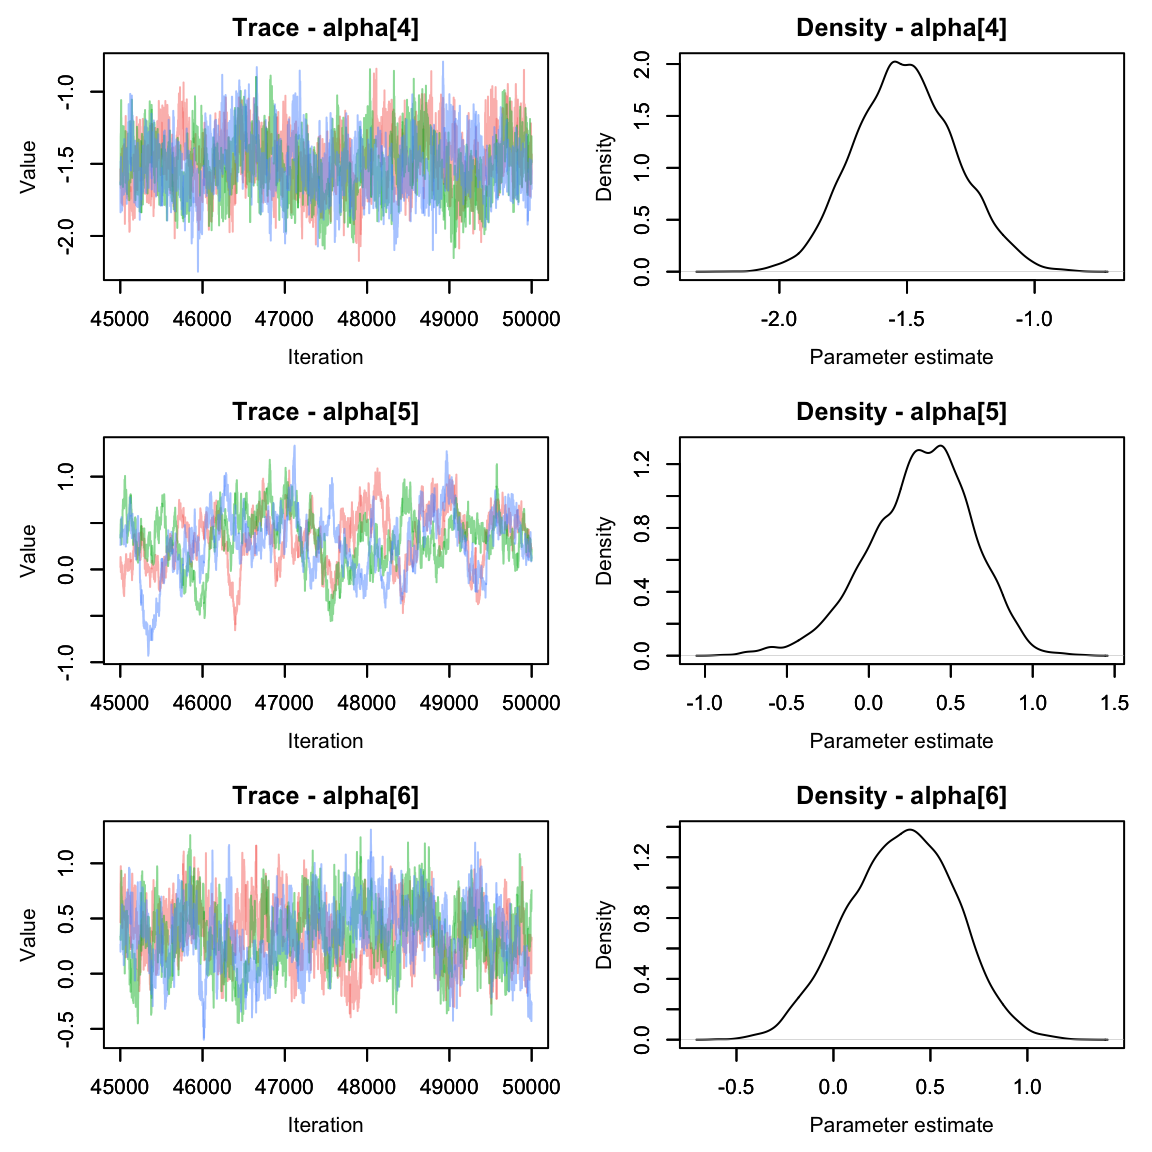 Trace - alpha[4]
Value
-1.0
-1.5
-2.0
45000 46000 47000 48000 49000 50000
Iteration
Density - alpha[4]
Density
2.0
1.5
1.0
0.5
0.0
-2.0 -1.5 -1.0
Parameter estimate
Trace - alpha[5]
Value
1.0
0.0
-1.0
45000 46000 47000 48000 49000 50000
Iteration
Density - alpha[5]
Density
1.2
0.8
0.4
0.0
-1.0 -0.5 0.0 0.5 1.0 1.5
Parameter estimate
Trace - alpha[6]
Value
1.0
0.5
0.0
-0.5
45000 46000 47000 48000 49000 50000
Iteration
Density - alpha[6]
Density
1.2
0.8
0.4
0.0
-0.5 0.0 0.5 1.0
Parameter estimate